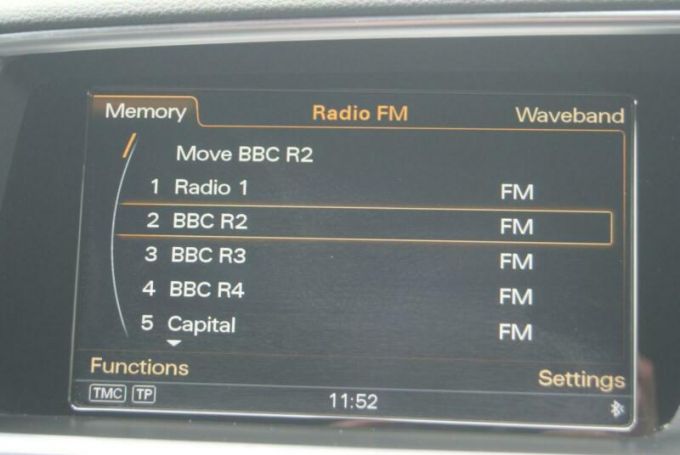 Memory Radio FM Waveband
Move BBC R2
1 Radio 1 FM
2 BBC R2 FM
3 BBC R3 FM
4 BBC R4 FM
5 Capital FM
Functions Settings
TMC TP 11:52